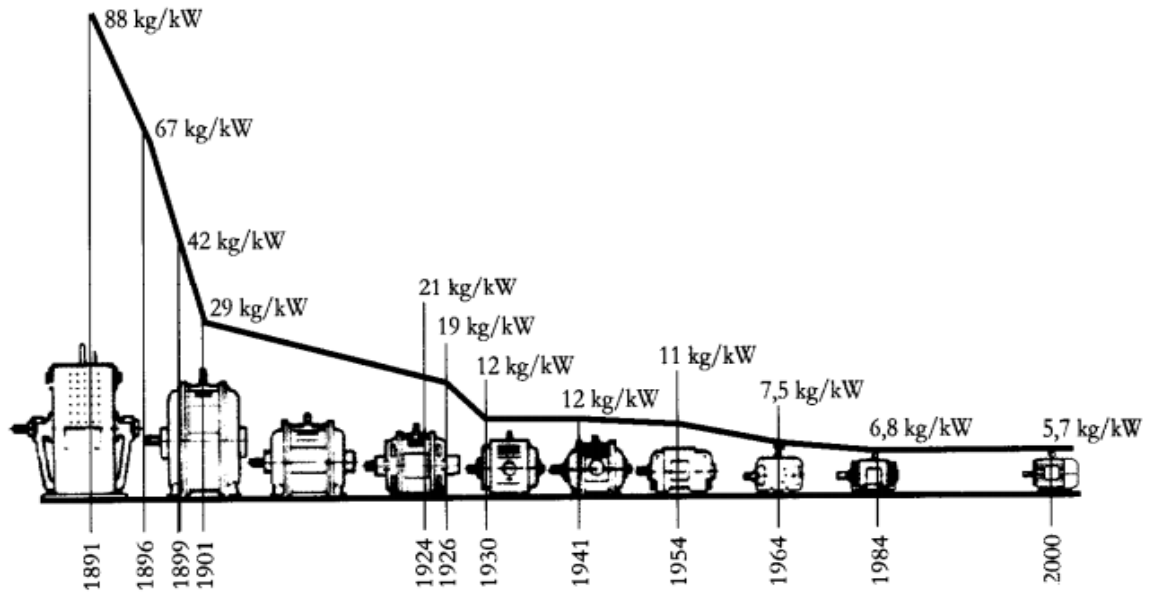 88 kg/kW
67 kg/kW
42 kg/kW
29 kg/kW
21 kg/kW
19 kg/kW
12 kg/kW
12 kg/kW
11 kg/kW
7,5 kg/kW
6,8 kg/kW
5,7 kg/kW
1891
1896
1899
1901
1924
1926
1930
1941
1954
1964
1984
2000